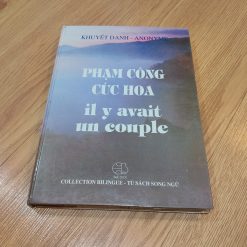 KHUYẾT DANH - ANONYME
PHẠM CÔNG
CÚC HOA
il y avait
un couple
COLLECTION BILINGUE - TỦ SÁCH SONG NGỮ